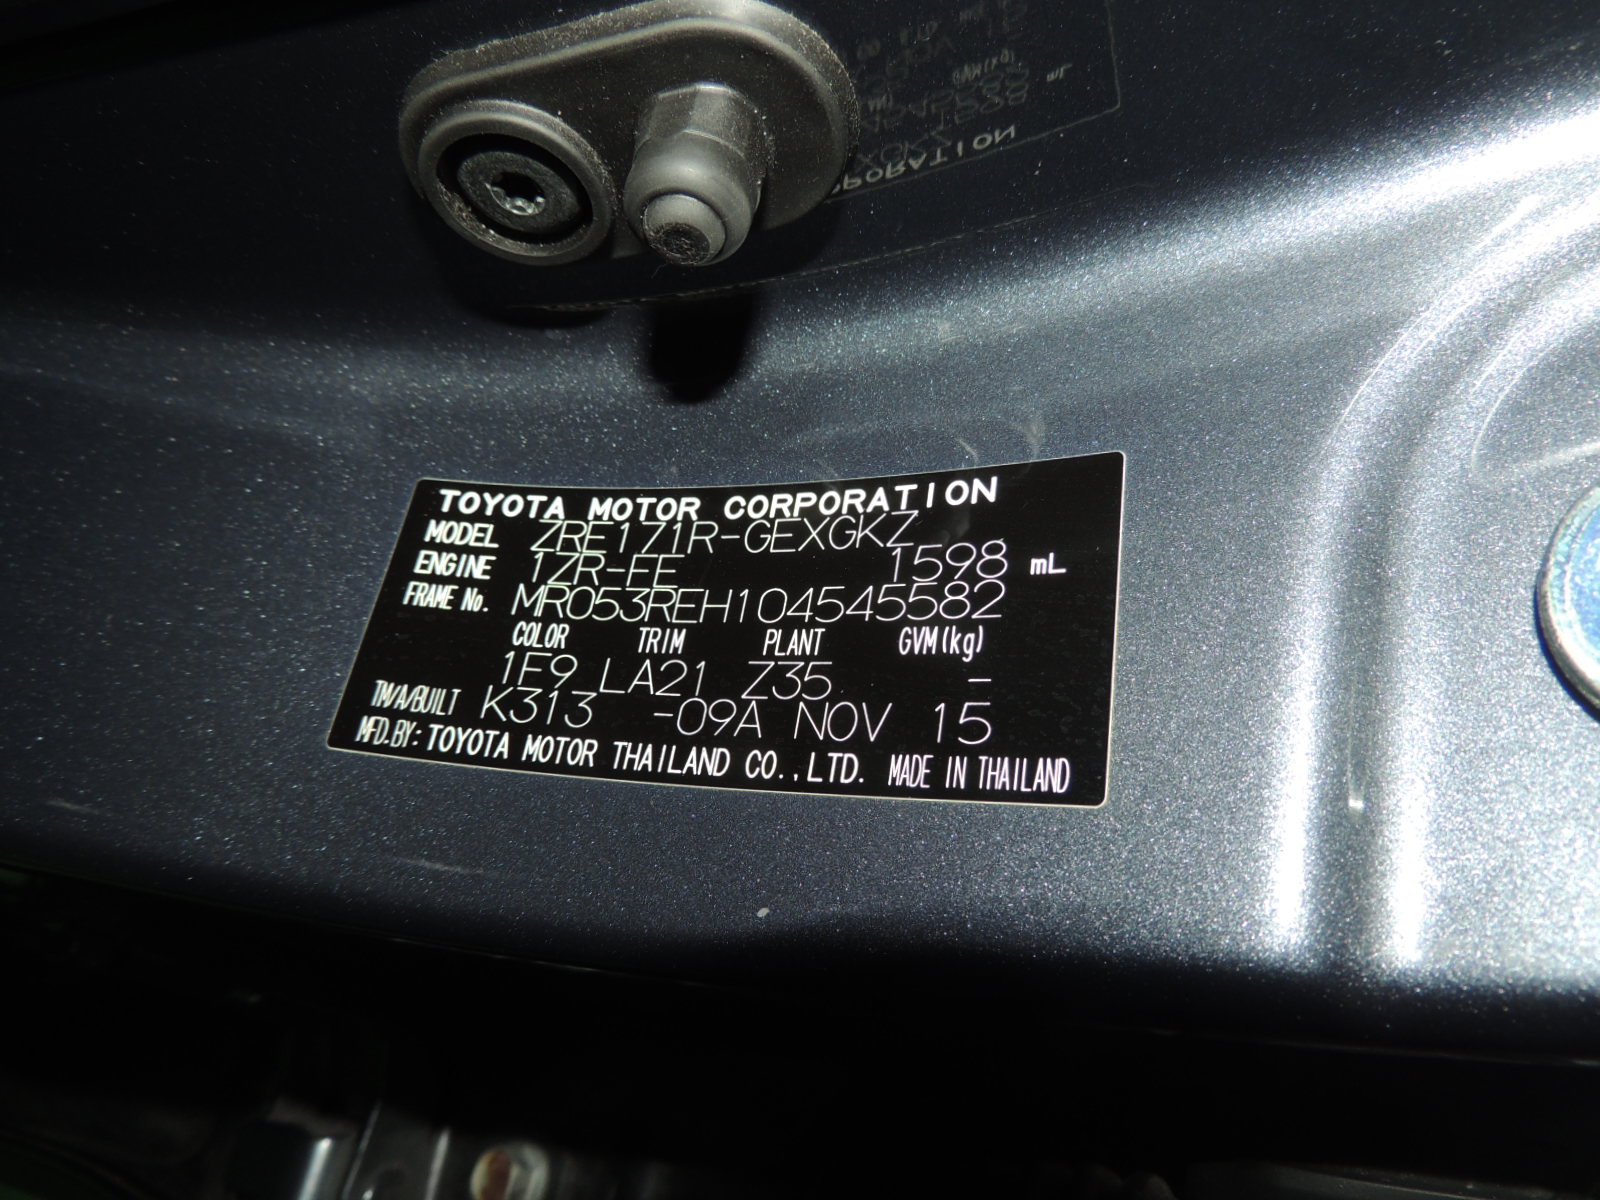 TOYOTA MOTOR CORPORATION
MODEL ZRE171R-GEXGKZ
ENGINE 1ZR-FE 1598 mL
FRAME No. MR053REH104545582
COLOR TRIM PLANT GVM(kg)
1F9 LA21 Z35 -
TM/A/BUILT K313 -09A NOV 15
MFD.BY: TOYOTA MOTOR THAILAND CO.,LTD. MADE IN THAILAND